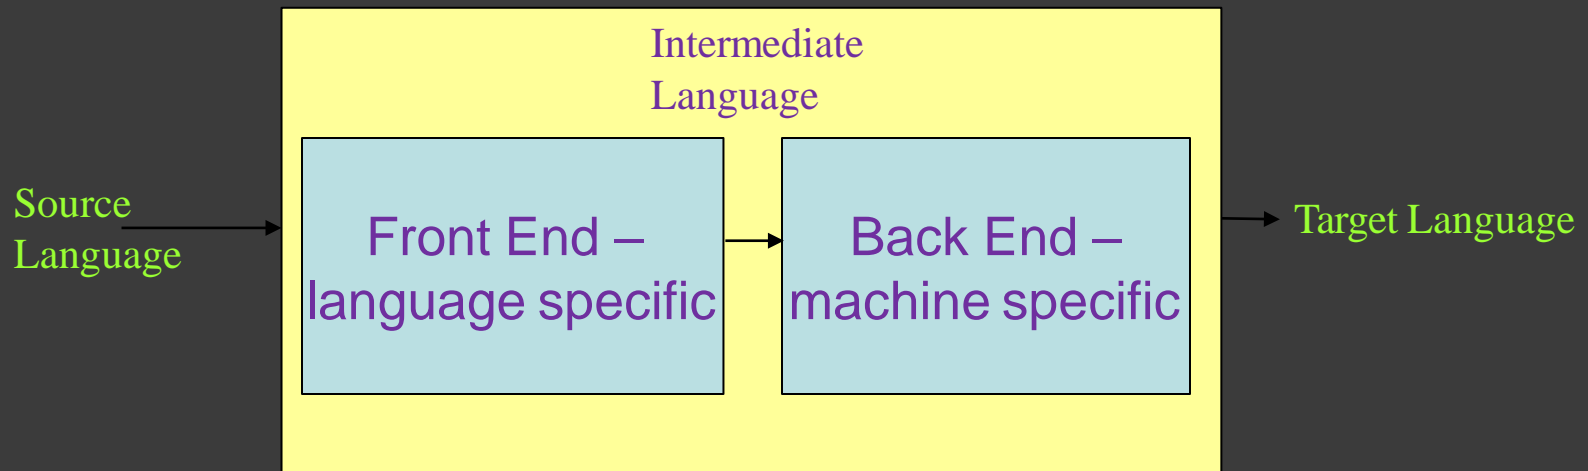 Intermediate
Language
Source
Language
Front End –
language specific
Back End –
machine specific
Target Language